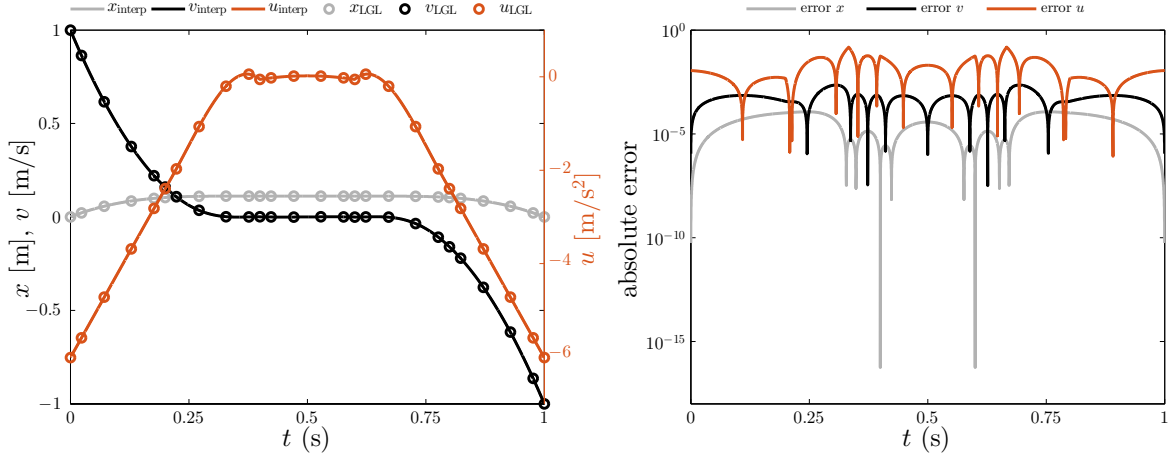 x_interp v_interp u_interp x_LGL v_LGL u_LGL
1
0.5
0
−0.5
−1
x [m], v [m/s]
0
−2
−4
−6
u [m/s²]
0 0.25 0.5 0.75 1
t (s)
error x error v error u
10⁰
10⁻⁵
10⁻¹⁰
10⁻¹⁵
absolute error
0 0.25 0.5 0.75 1
t (s)